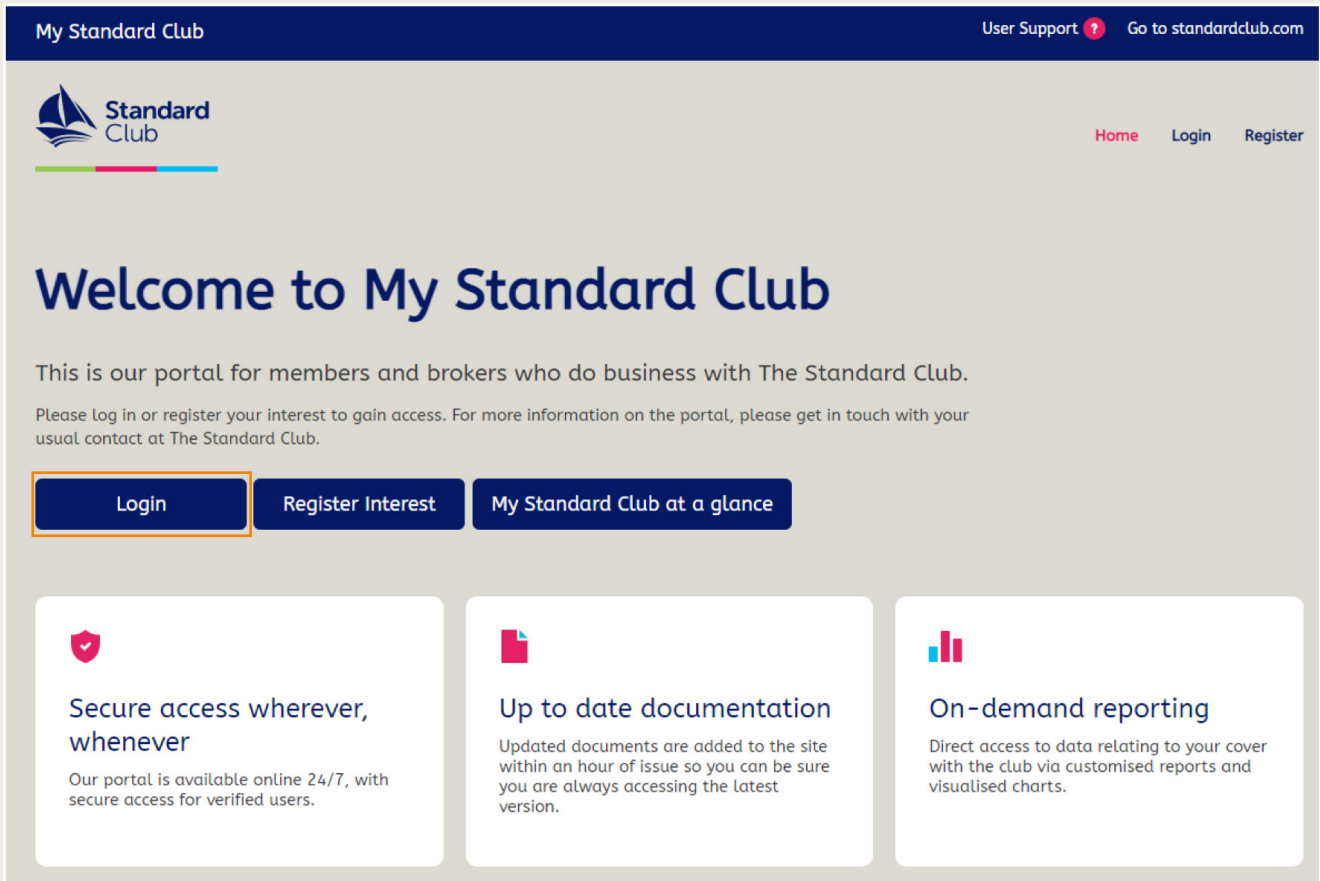 My Standard Club
User Support ? Go to standardclub.com
Standard
Club
Home Login Register
Welcome to My Standard Club
This is our portal for members and brokers who do business with The Standard Club.
Please log in or register your interest to gain access. For more information on the portal, please get in touch with your
usual contact at The Standard Club.
Login Register Interest My Standard Club at a glance
Secure access wherever,
whenever
Our portal is available online 24/7, with
secure access for verified users.
Up to date documentation
Updated documents are added to the site
within an hour of issue so you can be sure
you are always accessing the latest
version.
On-demand reporting
Direct access to data relating to your cover
with the club via customised reports and
visualised charts.